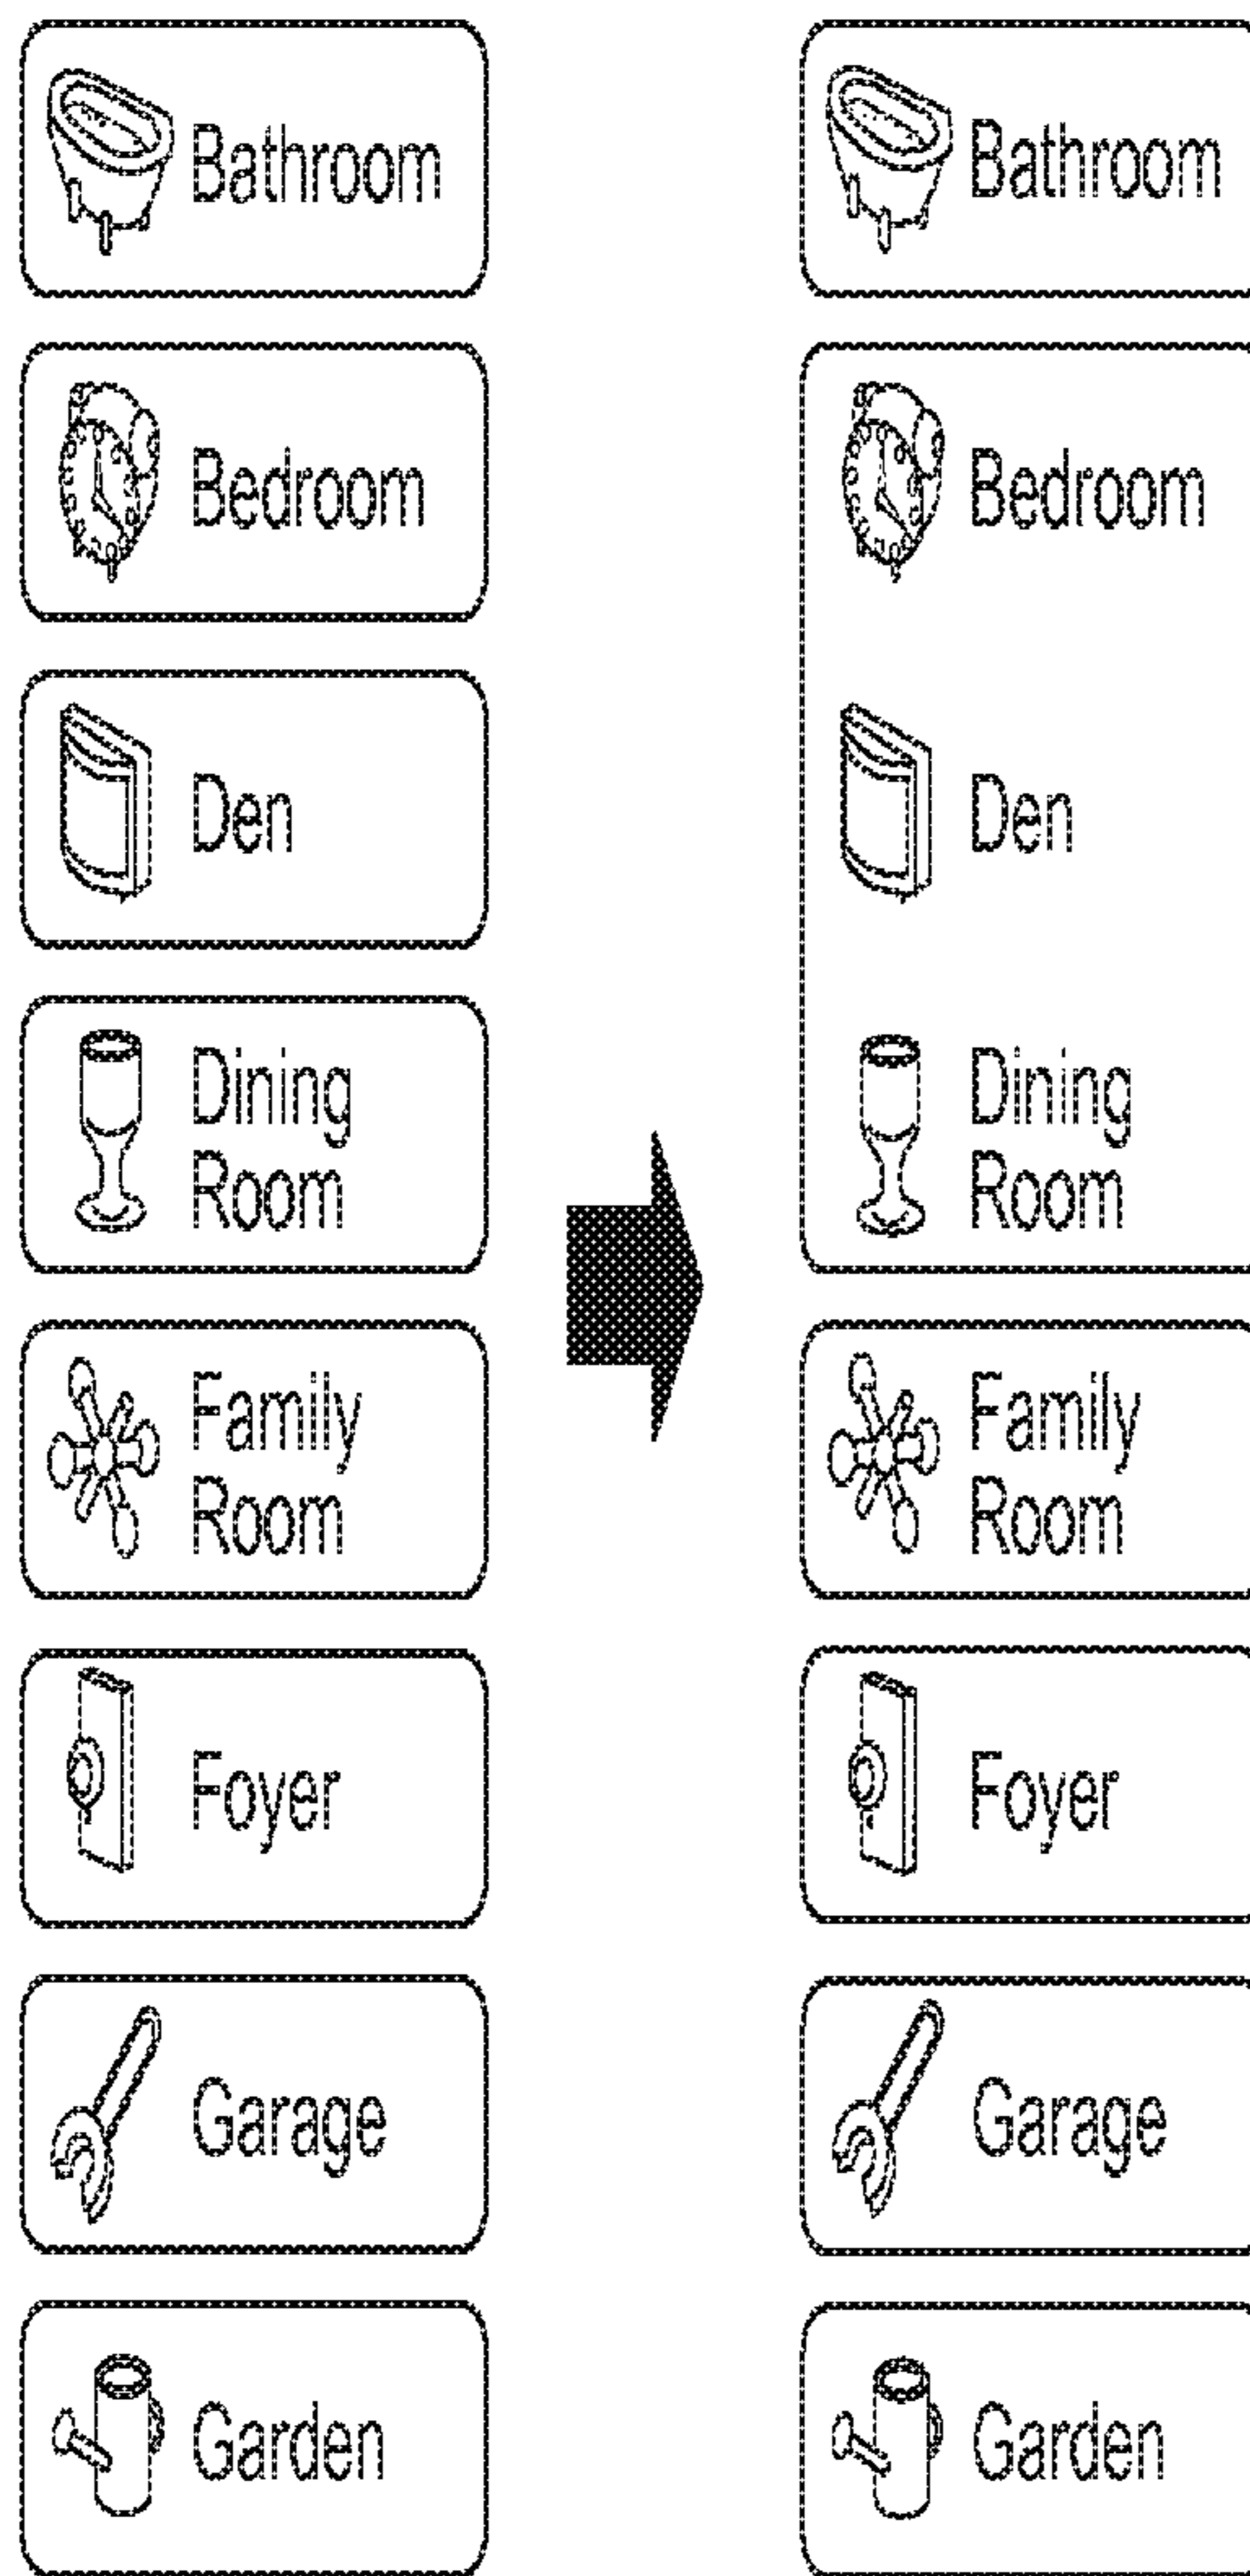 Bathroom
Bedroom
Den
Dining
Room
Family
Room
Foyer
Garage
Garden
Bathroom
Bedroom
Den
Dining
Room
Family
Room
Foyer
Garage
Garden